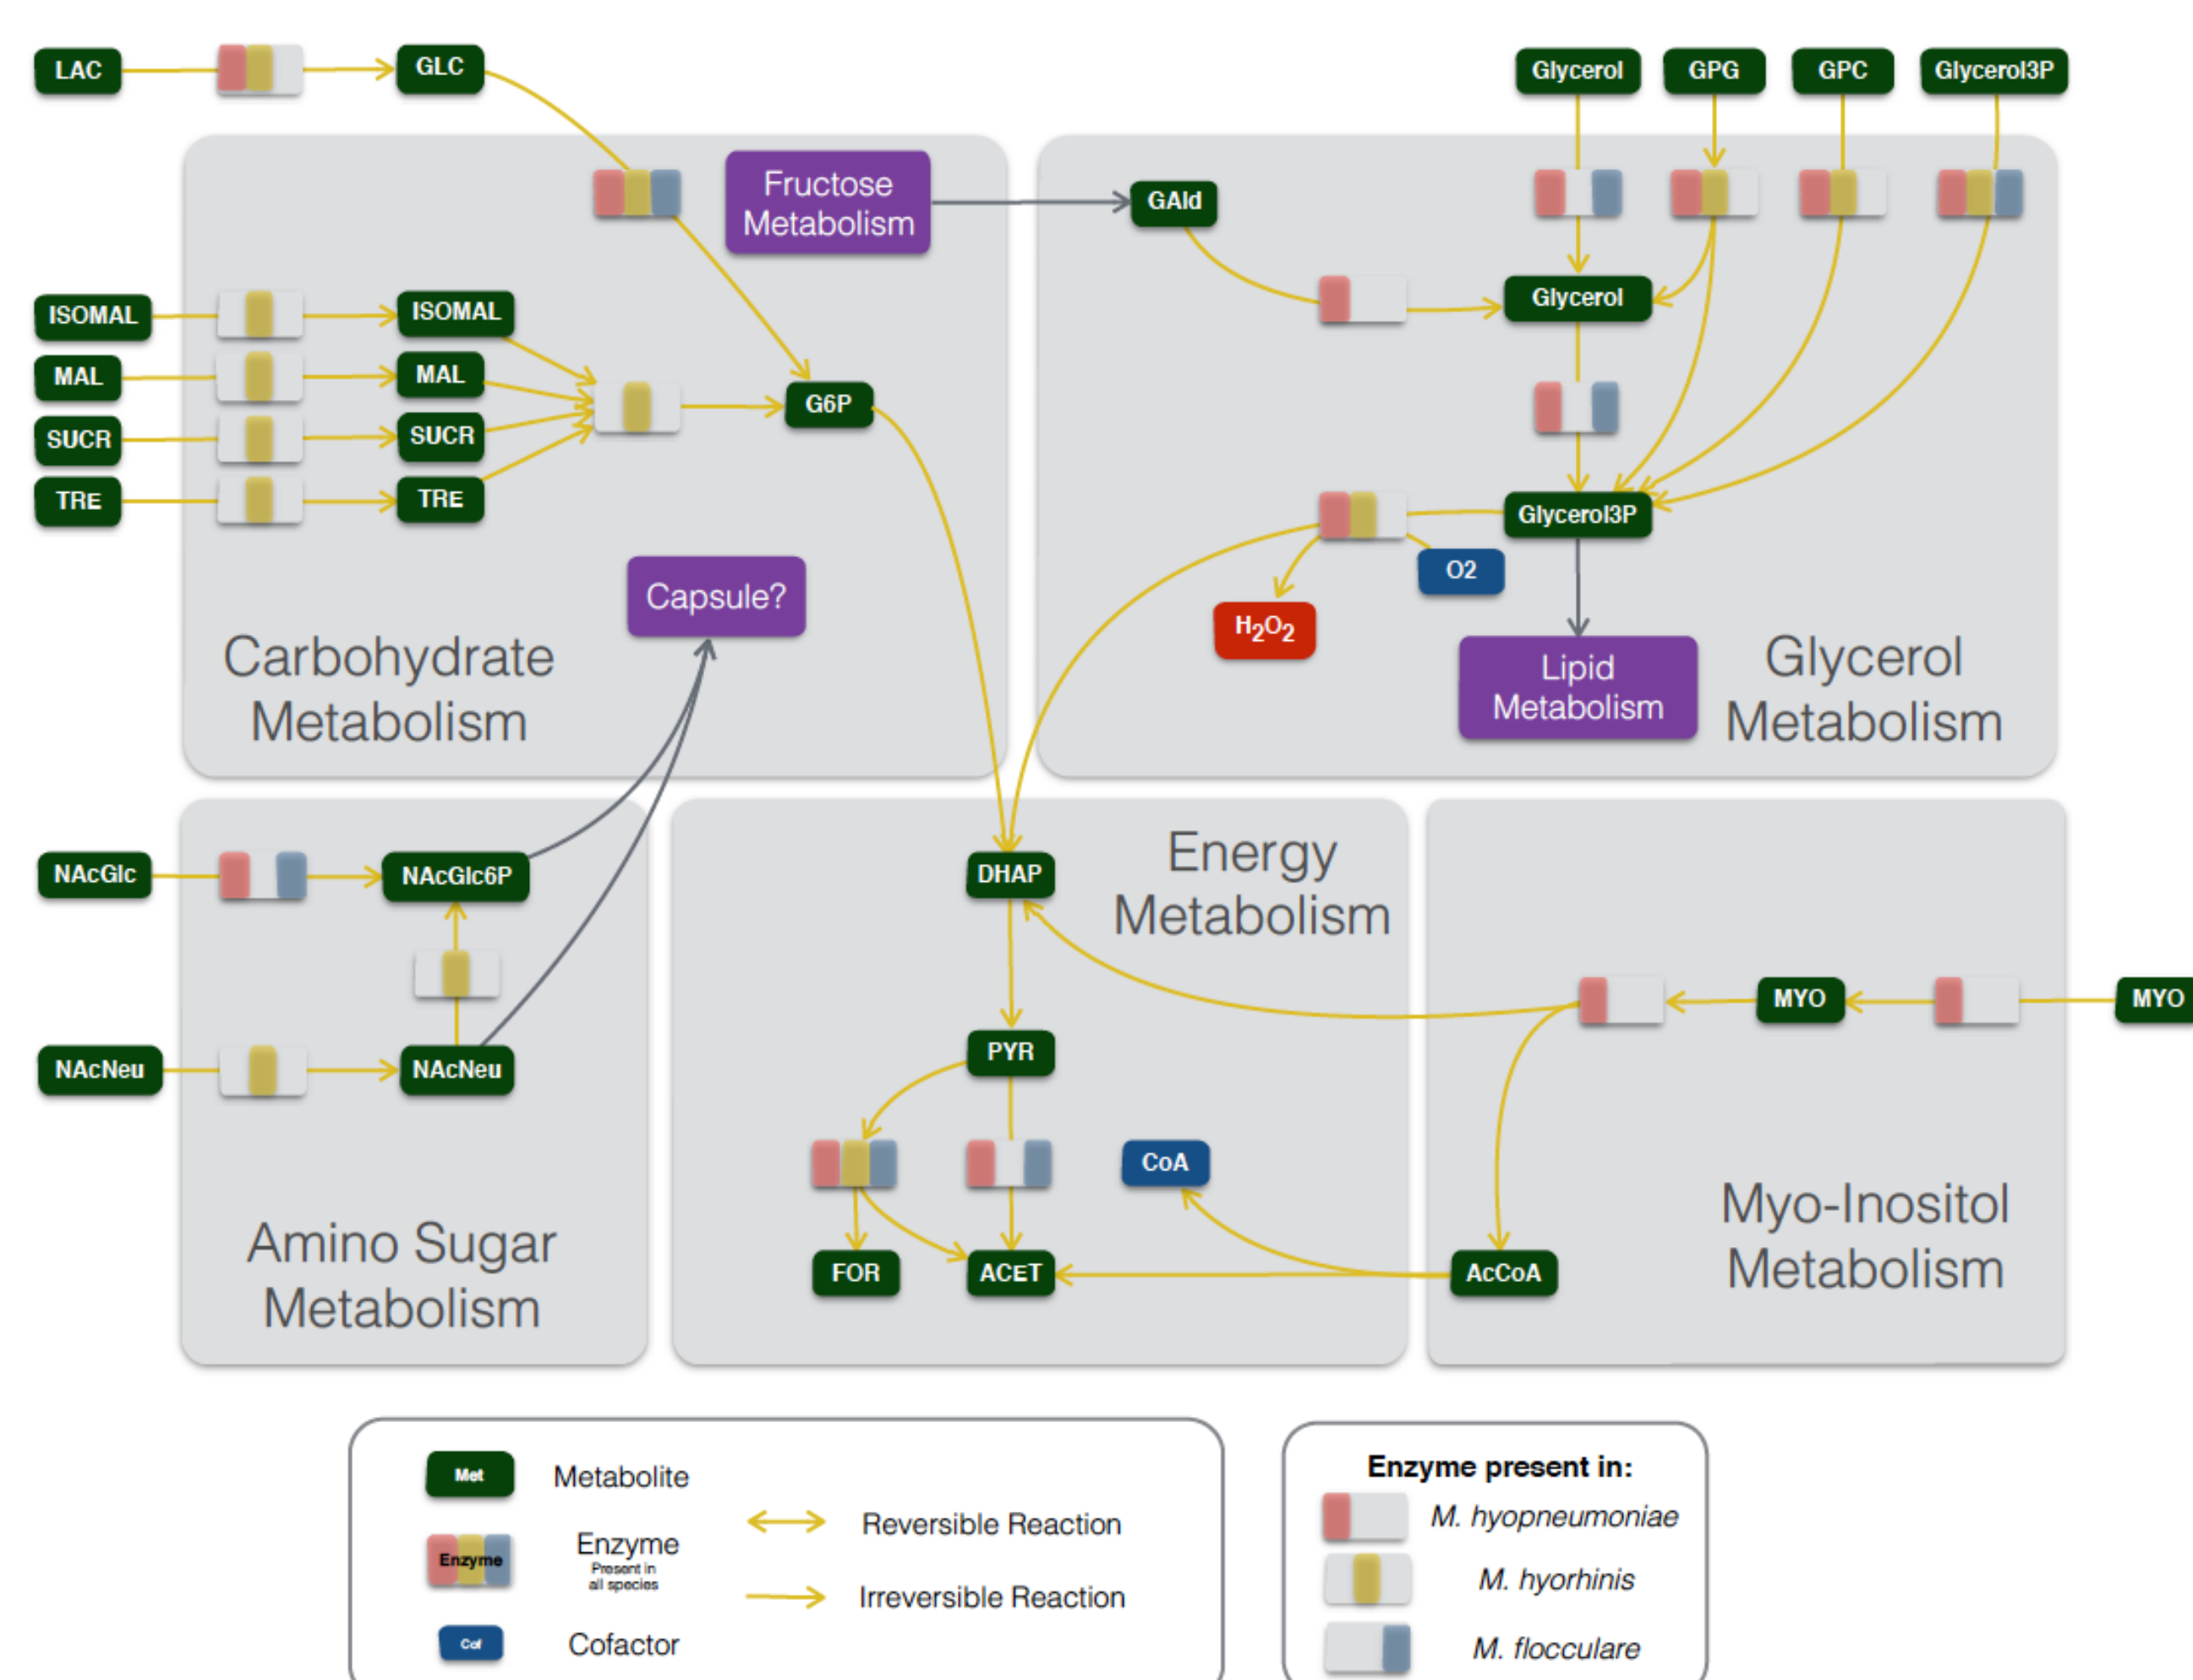 LAC
GLC
Glycerol
GPG
GPC
Glycerol3P
Fructose
Metabolism
GAld
Glycerol
ISOMAL
ISOMAL
MAL
MAL
SUCR
SUCR
TRE
TRE
G6P
Glycerol3P
O2
H2O2
Capsule?
Lipid
Metabolism
Carbohydrate
Metabolism
Glycerol
Metabolism
NAcGlc
NAcGlc6P
NAcNeu
NAcNeu
Amino Sugar
Metabolism
DHAP
Energy
Metabolism
PYR
CoA
FOR
ACET
AcCoA
MYO
MYO
Myo-Inositol
Metabolism
Met
Metabolite
Enzyme
Enzyme
Present in
all species
Cof
Cofactor
Reversible Reaction
Irreversible Reaction
Enzyme present in:
M. hyopneumoniae
M. hyorhinis
M. flocculare